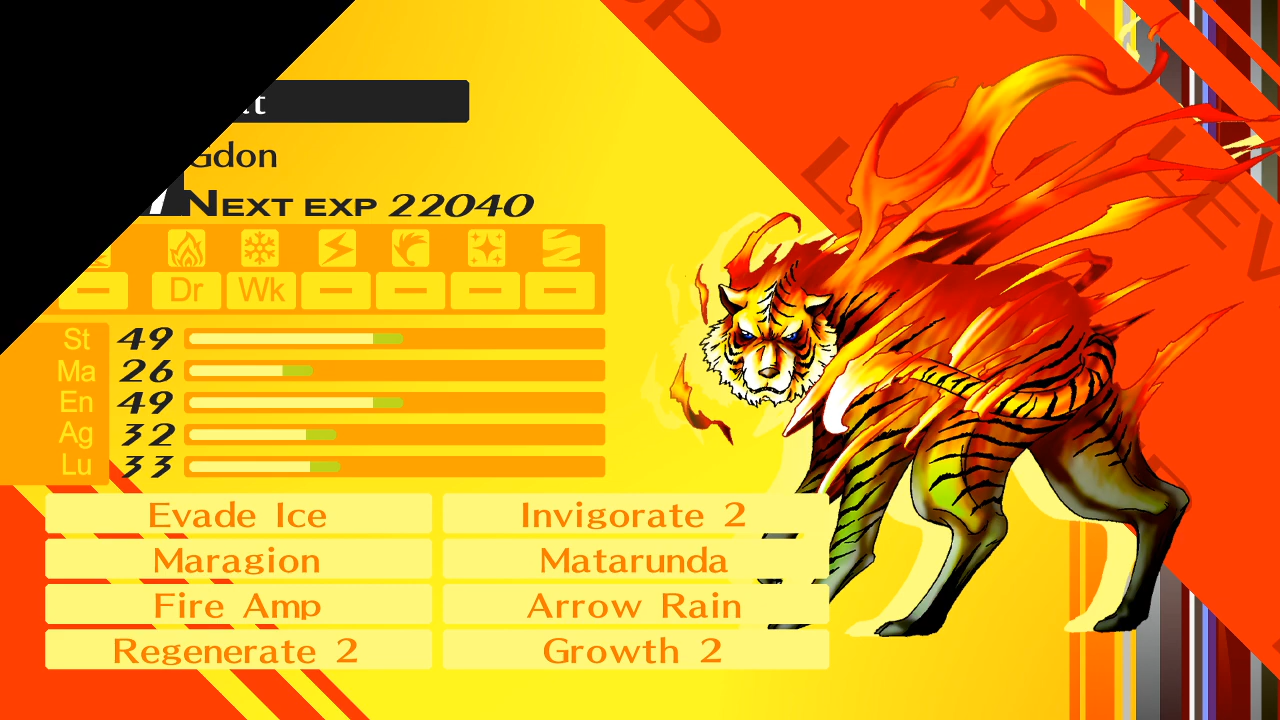 Gdon
NEXT EXP 22040
Dr Wk — — — —
St 49
Ma 26
En 49
Ag 32
Lu 33
Evade Ice Invigorate 2
Maragion Matarunda
Fire Amp Arrow Rain
Regenerate 2 Growth 2